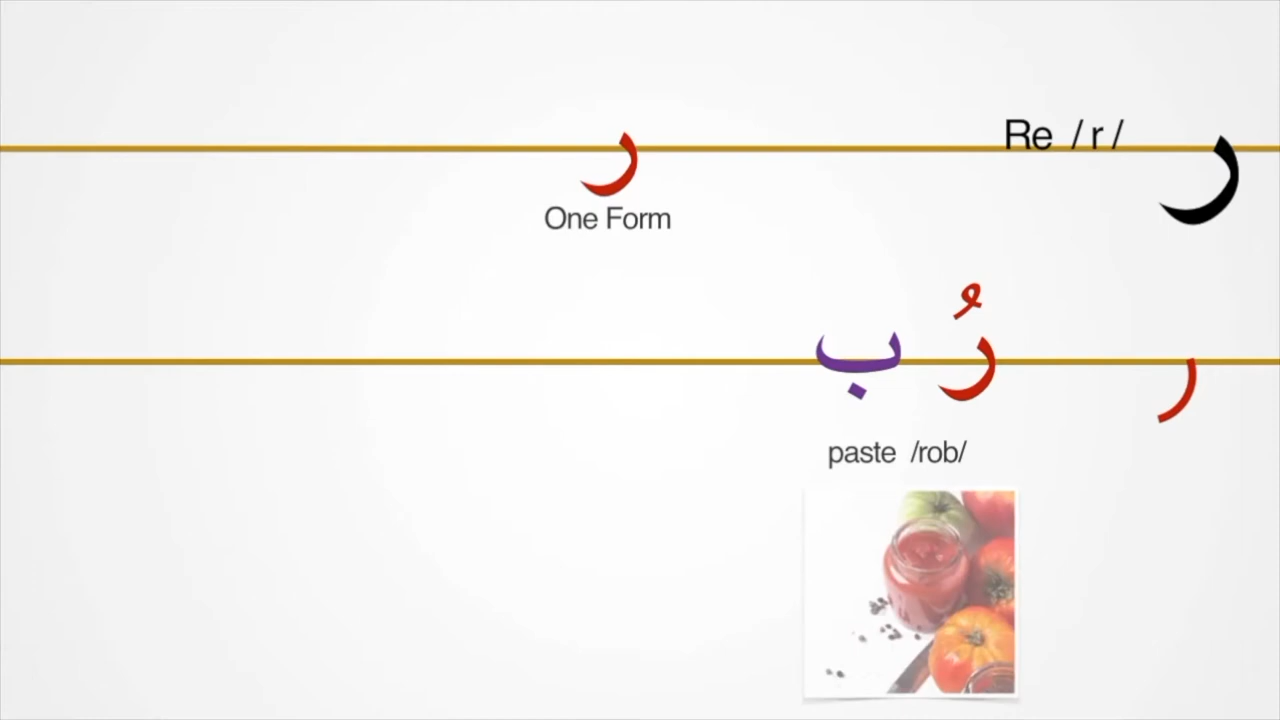 Re / r / ر
ر
One Form
ر رُ ب
paste /rob/